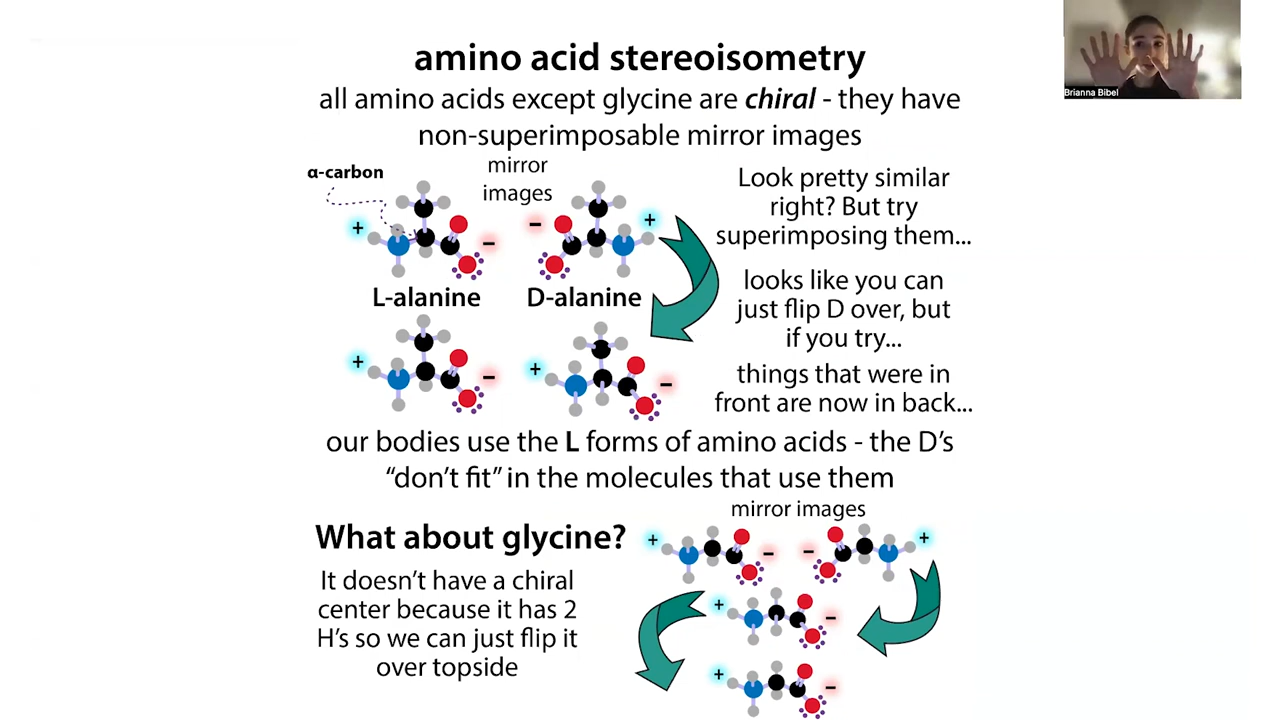 amino acid stereoisometry
all amino acids except glycine are chiral - they have
non-superimposable mirror images
α-carbon
mirror
images
+
-
-
+
L-alanine
D-alanine
Look pretty similar
right? But try
superimposing them...
looks like you can
just flip D over, but
if you try...
+
-
+
-
things that were in
front are now in back...
our bodies use the L forms of amino acids - the D's
“don't fit” in the molecules that use them
What about glycine?
It doesn't have a chiral
center because it has 2
H's so we can just flip it
over topside
mirror images
+
-
-
+
+
-
+
-
Brianna Bibel